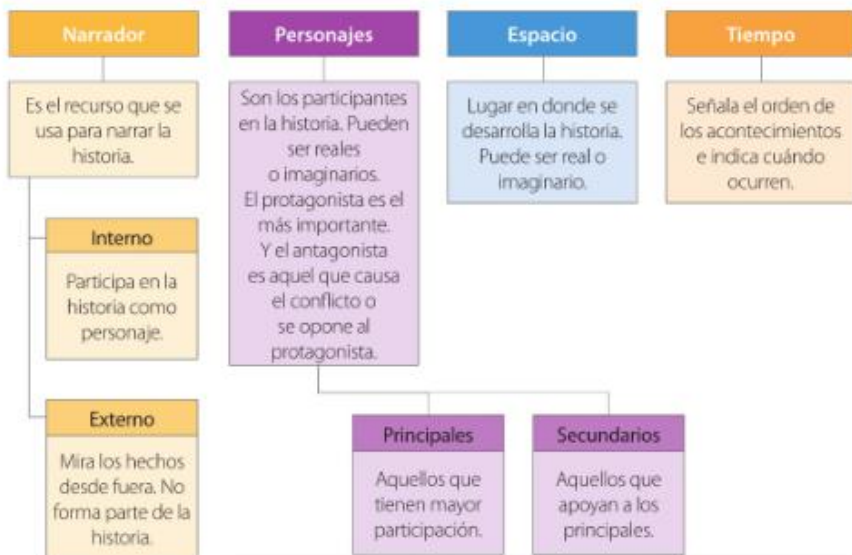 Narrador
Es el recurso que se
usa para narrar la
historia.
Interno
Participa en la
historia como
personaje.
Externo
Mira los hechos
desde fuera. No
forma parte de la
historia.
Personajes
Son los participantes
en la historia. Pueden
ser reales
o imaginarios.
El protagonista es el
más importante.
Y el antagonista
es aquel que causa
el conflicto o
se opone al
protagonista.
Principales
Aquellos que
tienen mayor
participación.
Secundarios
Aquellos que
apoyan a los
principales.
Espacio
Lugar en donde se
desarrolla la historia.
Puede ser real o
imaginario.
Tiempo
Señala el orden de
los acontecimientos
e indica cuándo
ocurren.